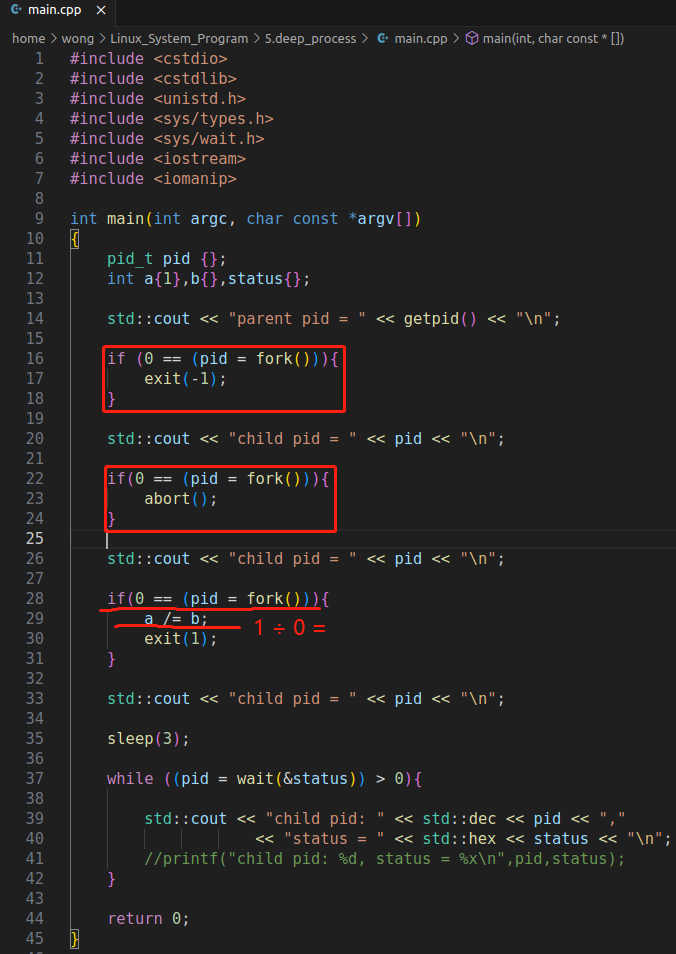 main.cpp ×
home > wong > Linux_System_Program > 5.deep_process > main.cpp > main(int, char const * [])
1 #include <cstdio>
2 #include <cstdlib>
3 #include <unistd.h>
4 #include <sys/types.h>
5 #include <sys/wait.h>
6 #include <iostream>
7 #include <iomanip>
8
9 int main(int argc, char const *argv[])
10 {
11     pid_t pid {};
12     int a{1},b{},status{};
13
14     std::cout << "parent pid = " << getpid() << "\n";
15
16     if (0 == (pid = fork())){
17         exit(-1);
18     }
19
20     std::cout << "child pid = " << pid << "\n";
21
22     if(0 == (pid = fork())){
23         abort();
24     }
25
26     std::cout << "child pid = " << pid << "\n";
27
28     if(0 == (pid = fork())){
29         a /= b; 1 ÷ 0 =
30         exit(1);
31     }
32
33     std::cout << "child pid = " << pid << "\n";
34
35     sleep(3);
36
37     while ((pid = wait(&status)) > 0){
38
39         std::cout << "child pid: " << std::dec << pid << ","
40                     << "status = " << std::hex << status << "\n";
41         //printf("child pid: %d, status = %x\n",pid,status);
42     }
43
44     return 0;
45 }